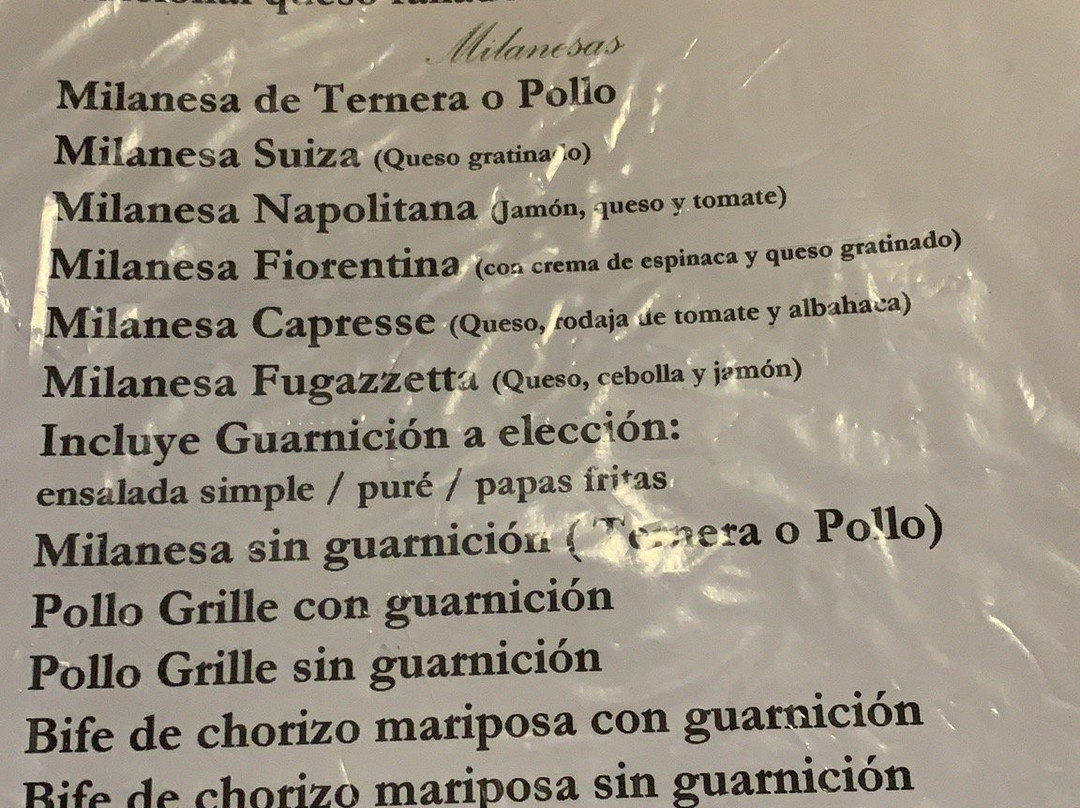 queso
Milanesas
Milanesa de Ternera o Pollo
Milanesa Suiza (Queso gratinado)
Milanesa Napolitana (Jamón, queso y tomate)
Milanesa Fiorentina (con crema de espinaca y queso gratinado)
Milanesa Capresse (Queso, rodaja de tomate y albahaca)
Milanesa Fugazzetta (Queso, cebolla y jamón)
Incluye Guarnición a elección:
ensalada simple / puré / papas fritas
Milanesa sin guarnición ( Ternera o Pollo)
Pollo Grille con guarnición
Pollo Grille sin guarnición
Bife de chorizo mariposa con guarnición
Bife de chorizo mariposa sin guarnición